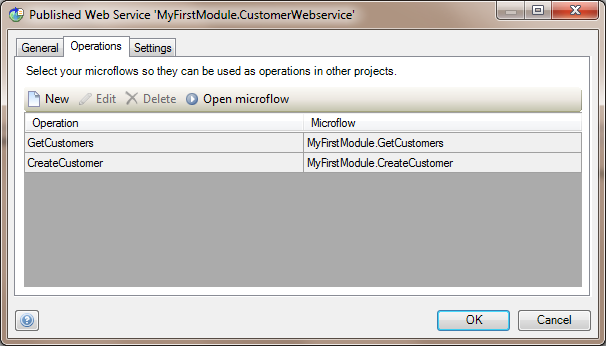 Published Web Service 'MyFirstModule.CustomerWebservice'
General Operations Settings
Select your microflows so they can be used as operations in other projects.
New Edit Delete Open microflow
Operation Microflow
GetCustomers MyFirstModule.GetCustomers
CreateCustomer MyFirstModule.CreateCustomer
? OK Cancel